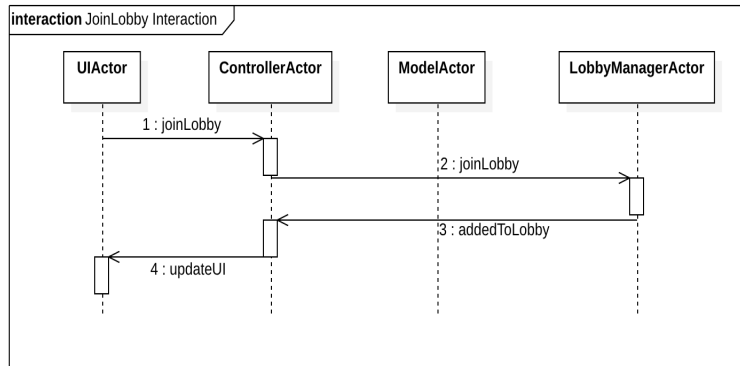 interaction JoinLobby Interaction
UIActor
ControllerActor
ModelActor
LobbyManagerActor
1 : joinLobby
2 : joinLobby
3 : addedToLobby
4 : updateUI